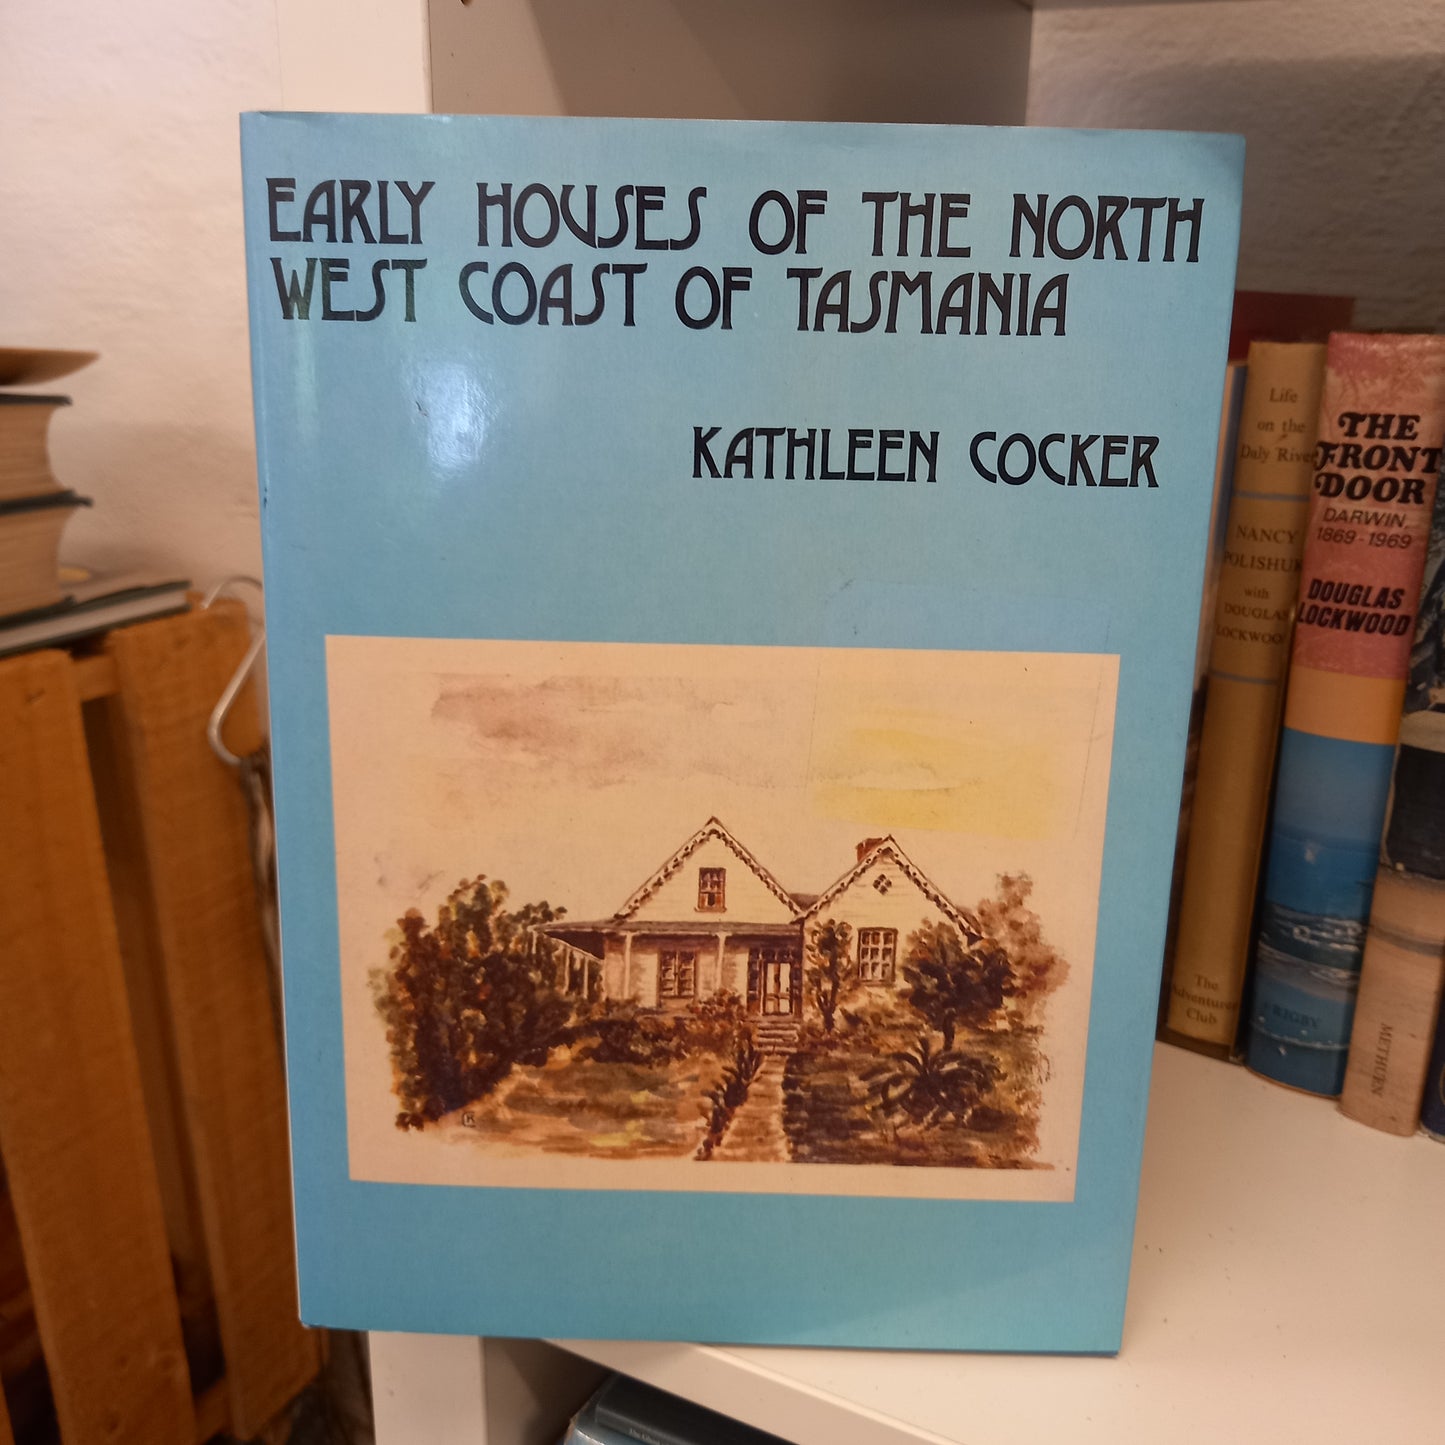 EARLY HOUSES OF THE NORTH
WEST COAST OF TASMANIA
KATHLEEN COCKER
Life
on the
Daly River
NANCY
POLISHUK
with
DOUGLAS
LOCKWOOD
The
Adventurers
Club
THE
FRONT
DOOR
DARWIN,
1869-1969
DOUGLAS
LOCKWOOD
RIGBY
METHUEN